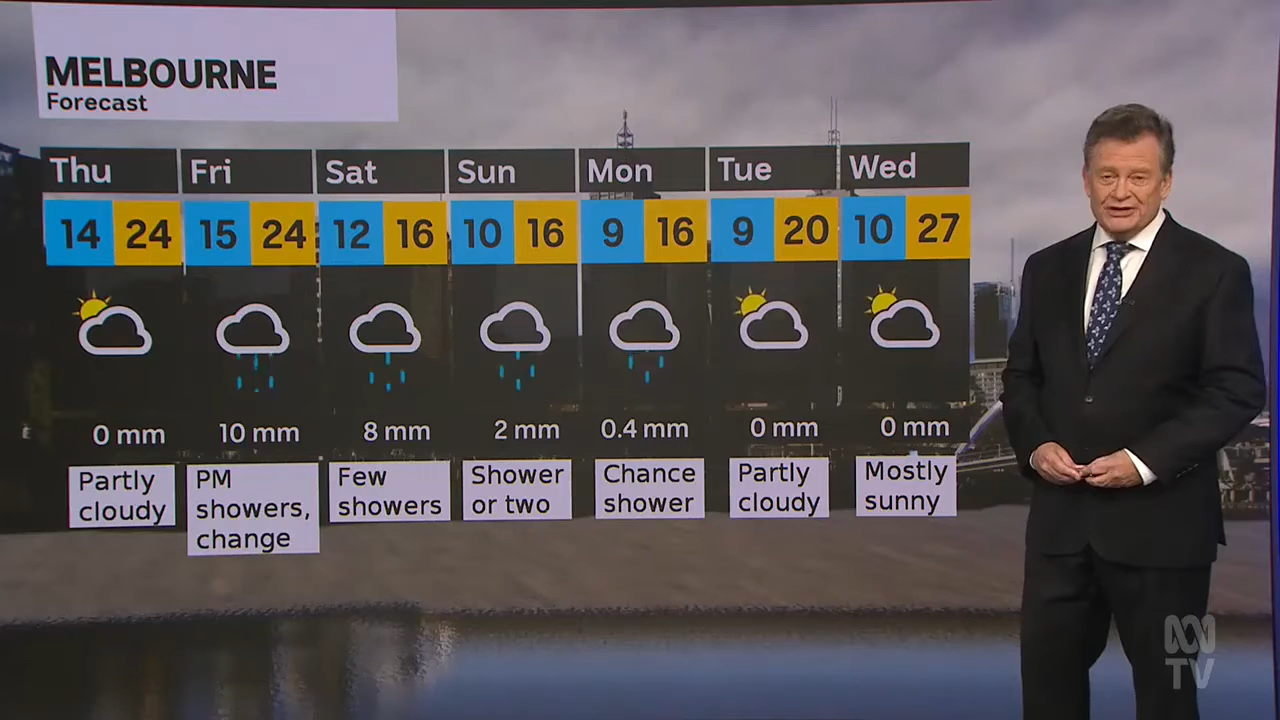 MELBOURNE
Forecast
Thu Fri Sat Sun Mon Tue Wed
14 24 15 24 12 16 10 16 9 16 9 20 10 27
0 mm 10 mm 8 mm 2 mm 0.4 mm 0 mm 0 mm
Partly
cloudy
PM
showers,
change
Few
showers
Shower
or two
Chance
shower
Partly
cloudy
Mostly
sunny
TV